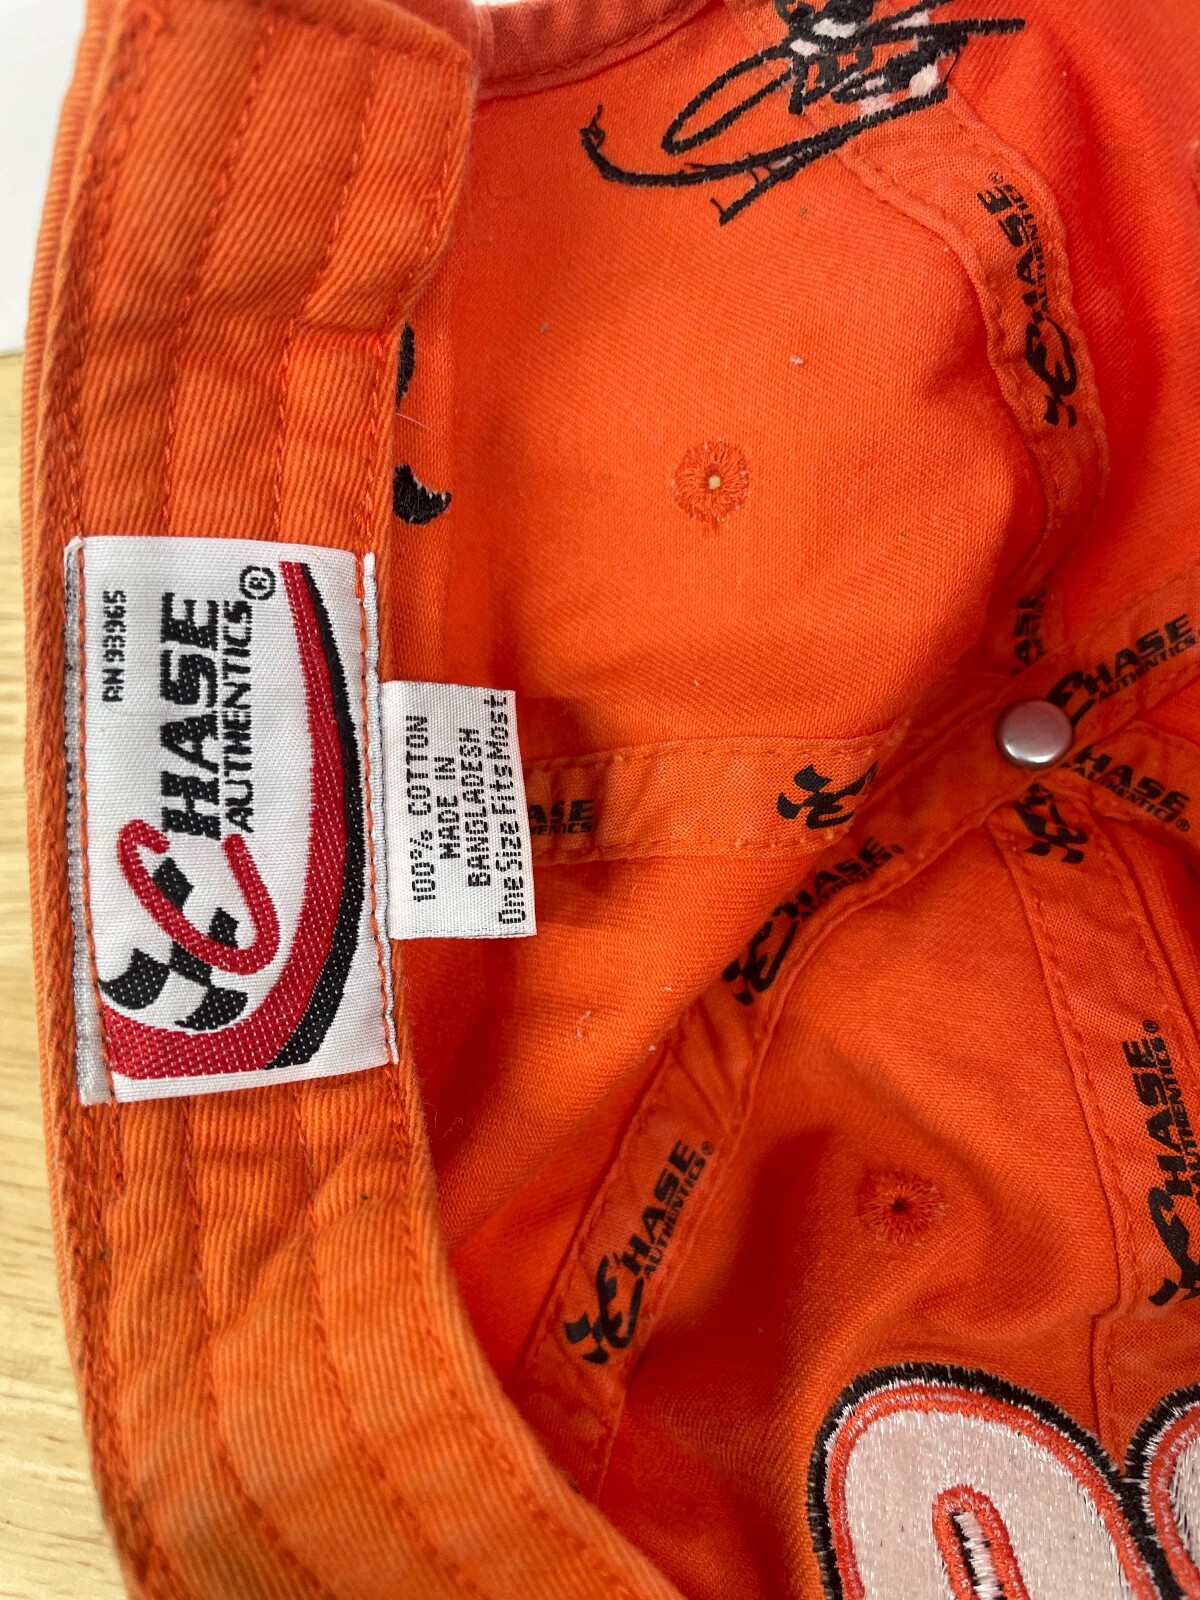 RN 93965
CHASE
AUTHENTICS®
100% COTTON
MADE IN
BANGLADESH
One Size Fits Most
CHASE®
AUTHENTICS
CHASE
AUTHENTICS
CHASE
AUTHENTICS®
CHASE
AUTHENTICS
CHASE®
AUTHENTICS
CHASE®
AUTHENTICS